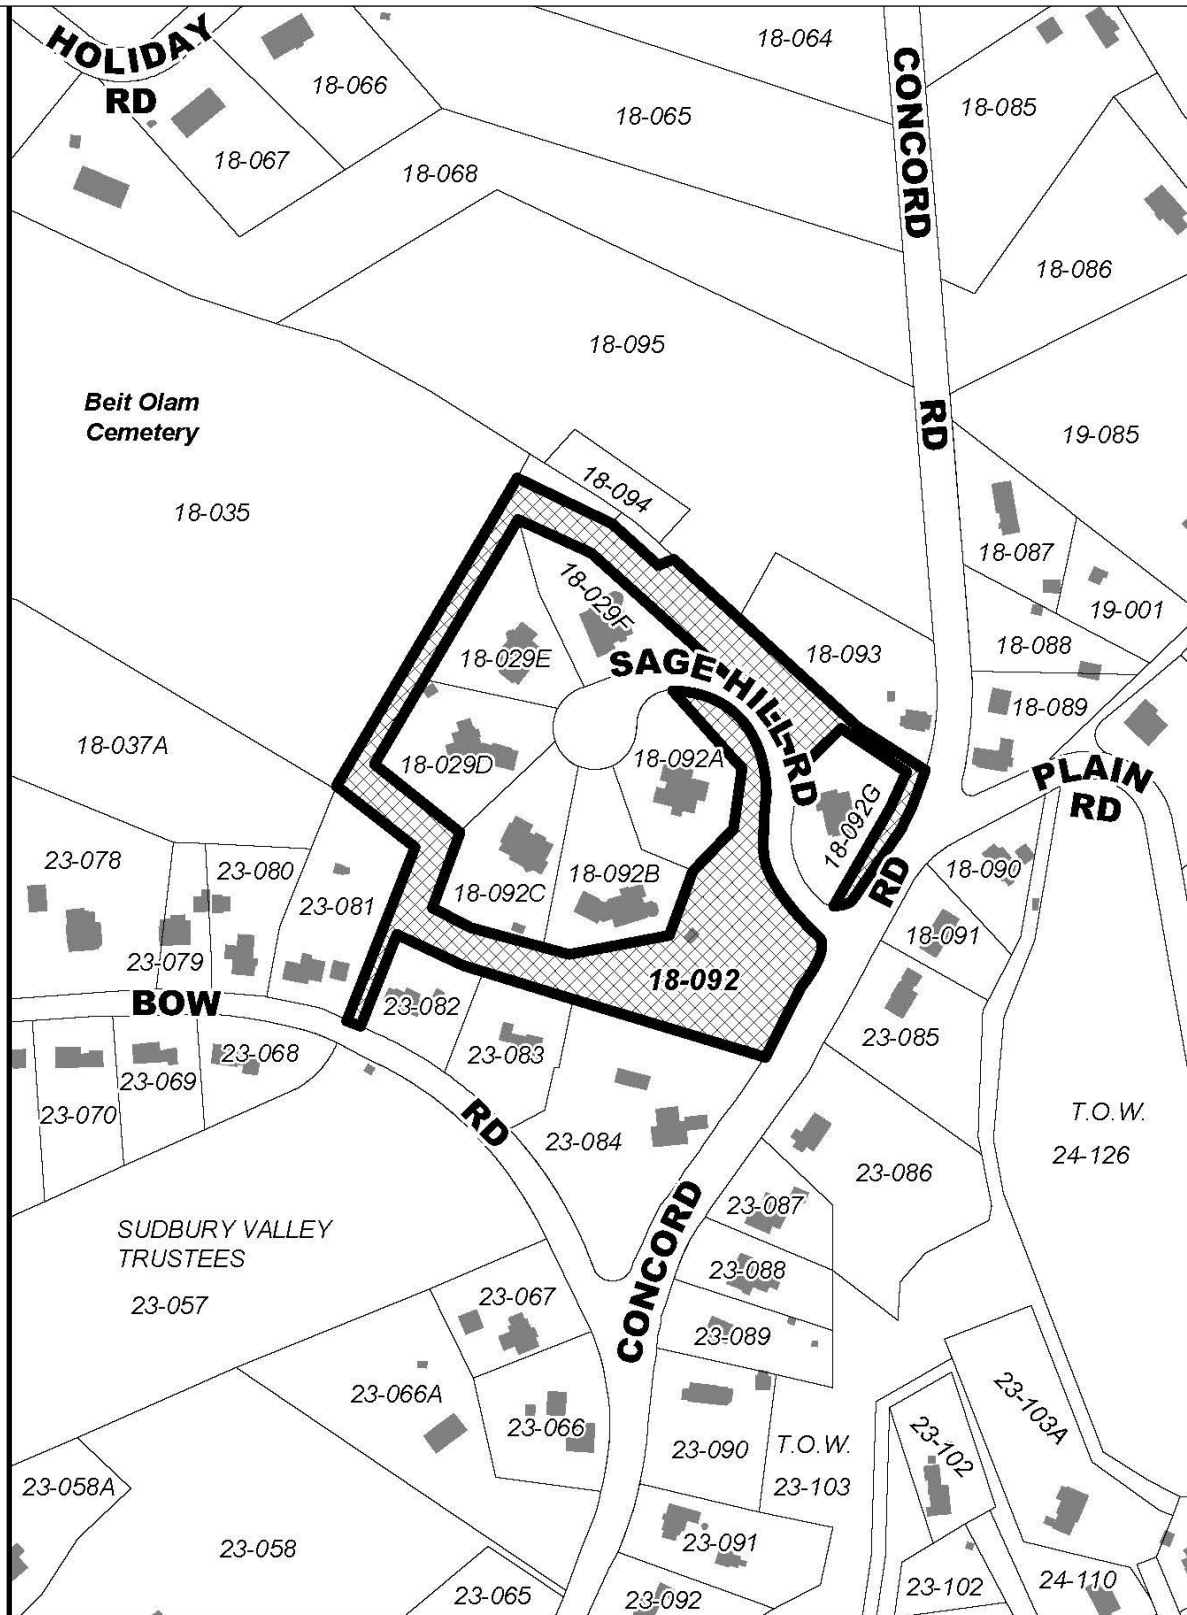 HOLIDAY
RD
18-064
18-066
18-065
18-085
18-067
18-068
CONCORD
RD
18-086
18-095
Beit Olam
Cemetery
19-085
18-094
18-035
18-087
18-029F
19-001
18-029E
18-088
18-093
SAGE HILL RD
18-089
18-037A
18-029D
18-092A
PLAIN
RD
18-092G
23-078
23-080
18-092C
18-092B
18-090
RD
23-081
18-091
23-079
18-092
BOW
23-082
23-085
23-083
23-068
23-069
23-070
RD
T.O.W.
24-126
23-084
23-086
23-087
SUDBURY VALLEY
TRUSTEES
23-057
CONCORD
23-088
23-067
23-089
23-066A
23-103A
23-066
23-102
23-090
T.O.W.
23-103
23-058A
23-091
23-058
24-110
23-065
23-092
23-102